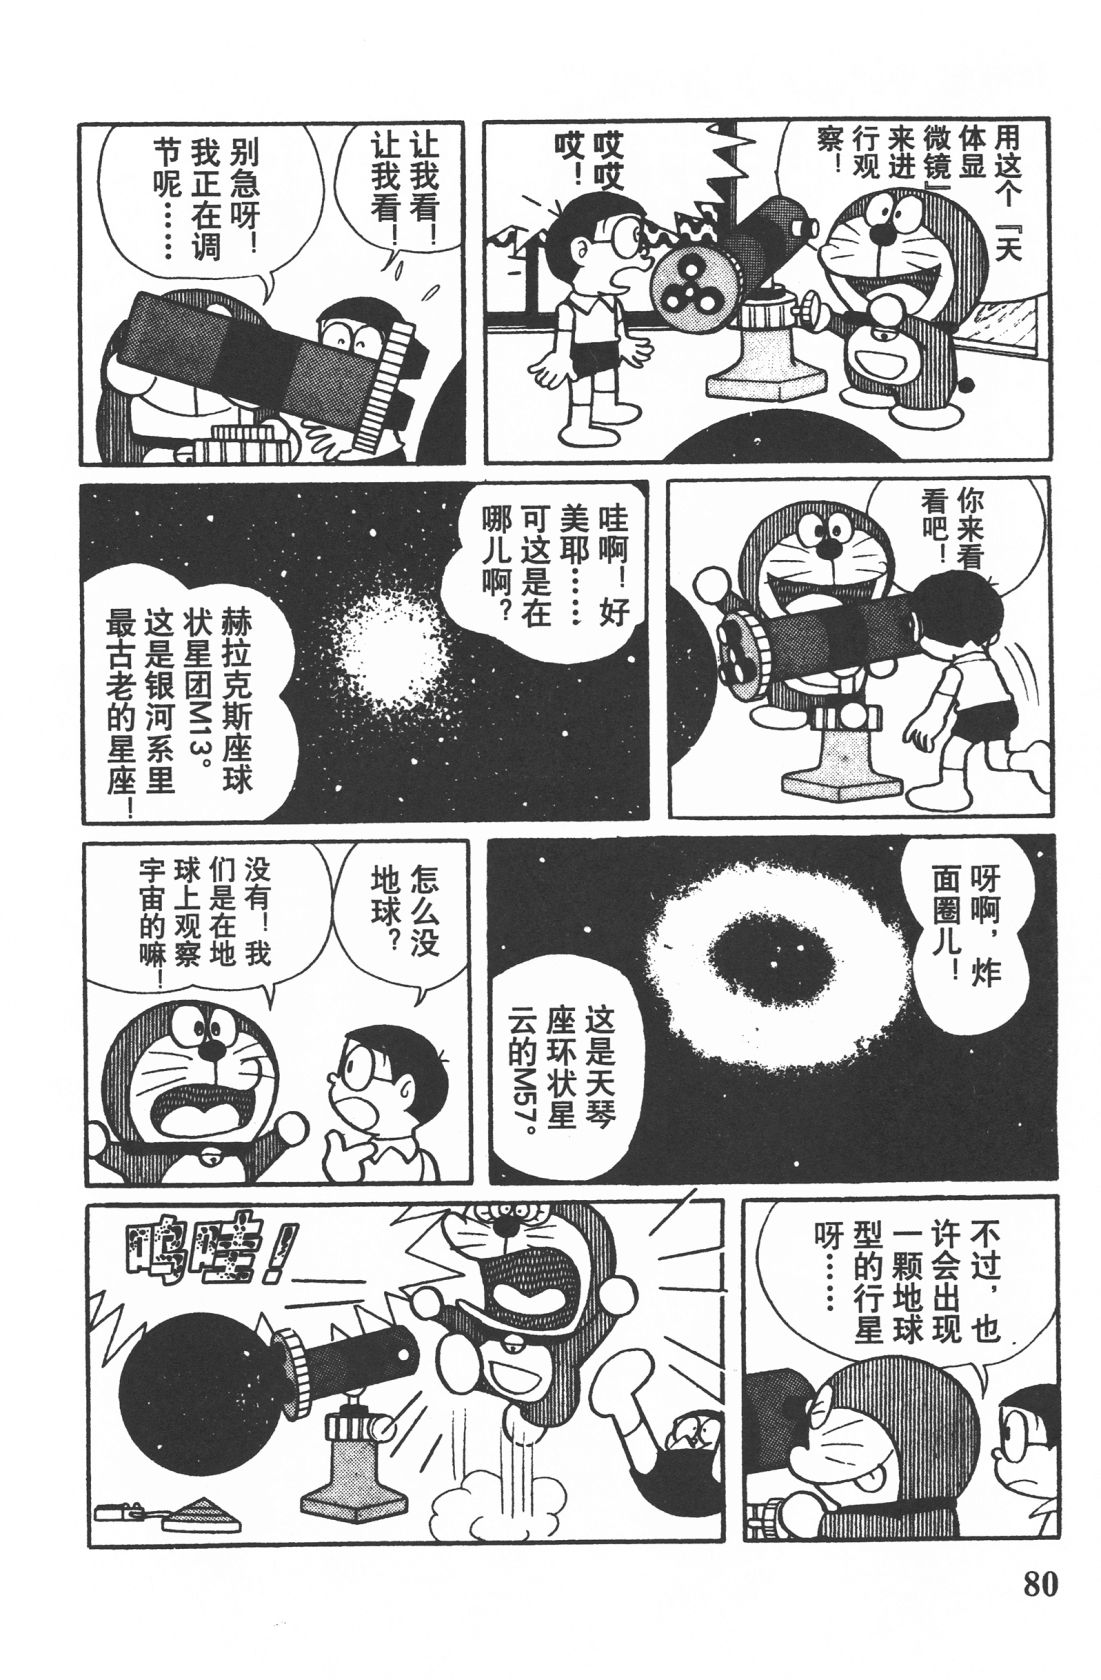 用这个『天
体显
微镜』
来进
行观
察！
哎哎
哎！
让我看！
让我看！
别急呀！
我正在调
节呢……
你来看
看吧！
哇啊！好
美耶……
可这是在
哪儿啊？
赫拉克斯座球
状星团M13。
这是银河系里
最古老的星座！
呀啊，炸
面圈儿！
这是天琴
座环状星
云的M57。
怎么没
地球？
没有！我
们是在地
球上观察
宇宙的嘛！
不过，也
许会出现
一颗地球
型的行星
呀……
呜哇！
80